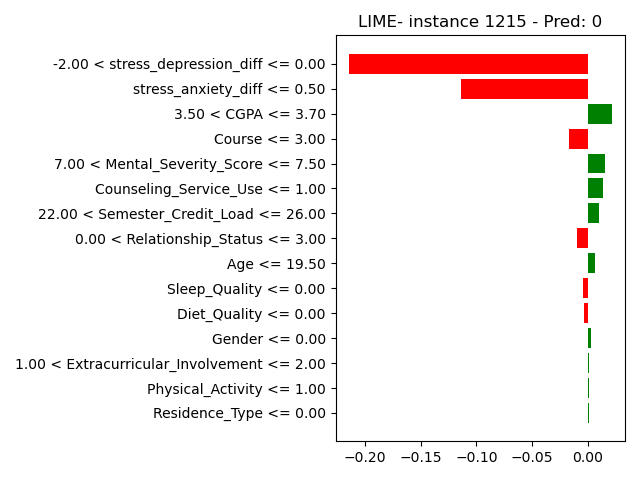 LIME- instance 1215 - Pred: 0
-2.00 < stress_depression_diff <= 0.00
stress_anxiety_diff <= 0.50
3.50 < CGPA <= 3.70
Course <= 3.00
7.00 < Mental_Severity_Score <= 7.50
Counseling_Service_Use <= 1.00
22.00 < Semester_Credit_Load <= 26.00
0.00 < Relationship_Status <= 3.00
Age <= 19.50
Sleep_Quality <= 0.00
Diet_Quality <= 0.00
Gender <= 0.00
1.00 < Extracurricular_Involvement <= 2.00
Physical_Activity <= 1.00
Residence_Type <= 0.00
−0.20 −0.15 −0.10 −0.05 0.00